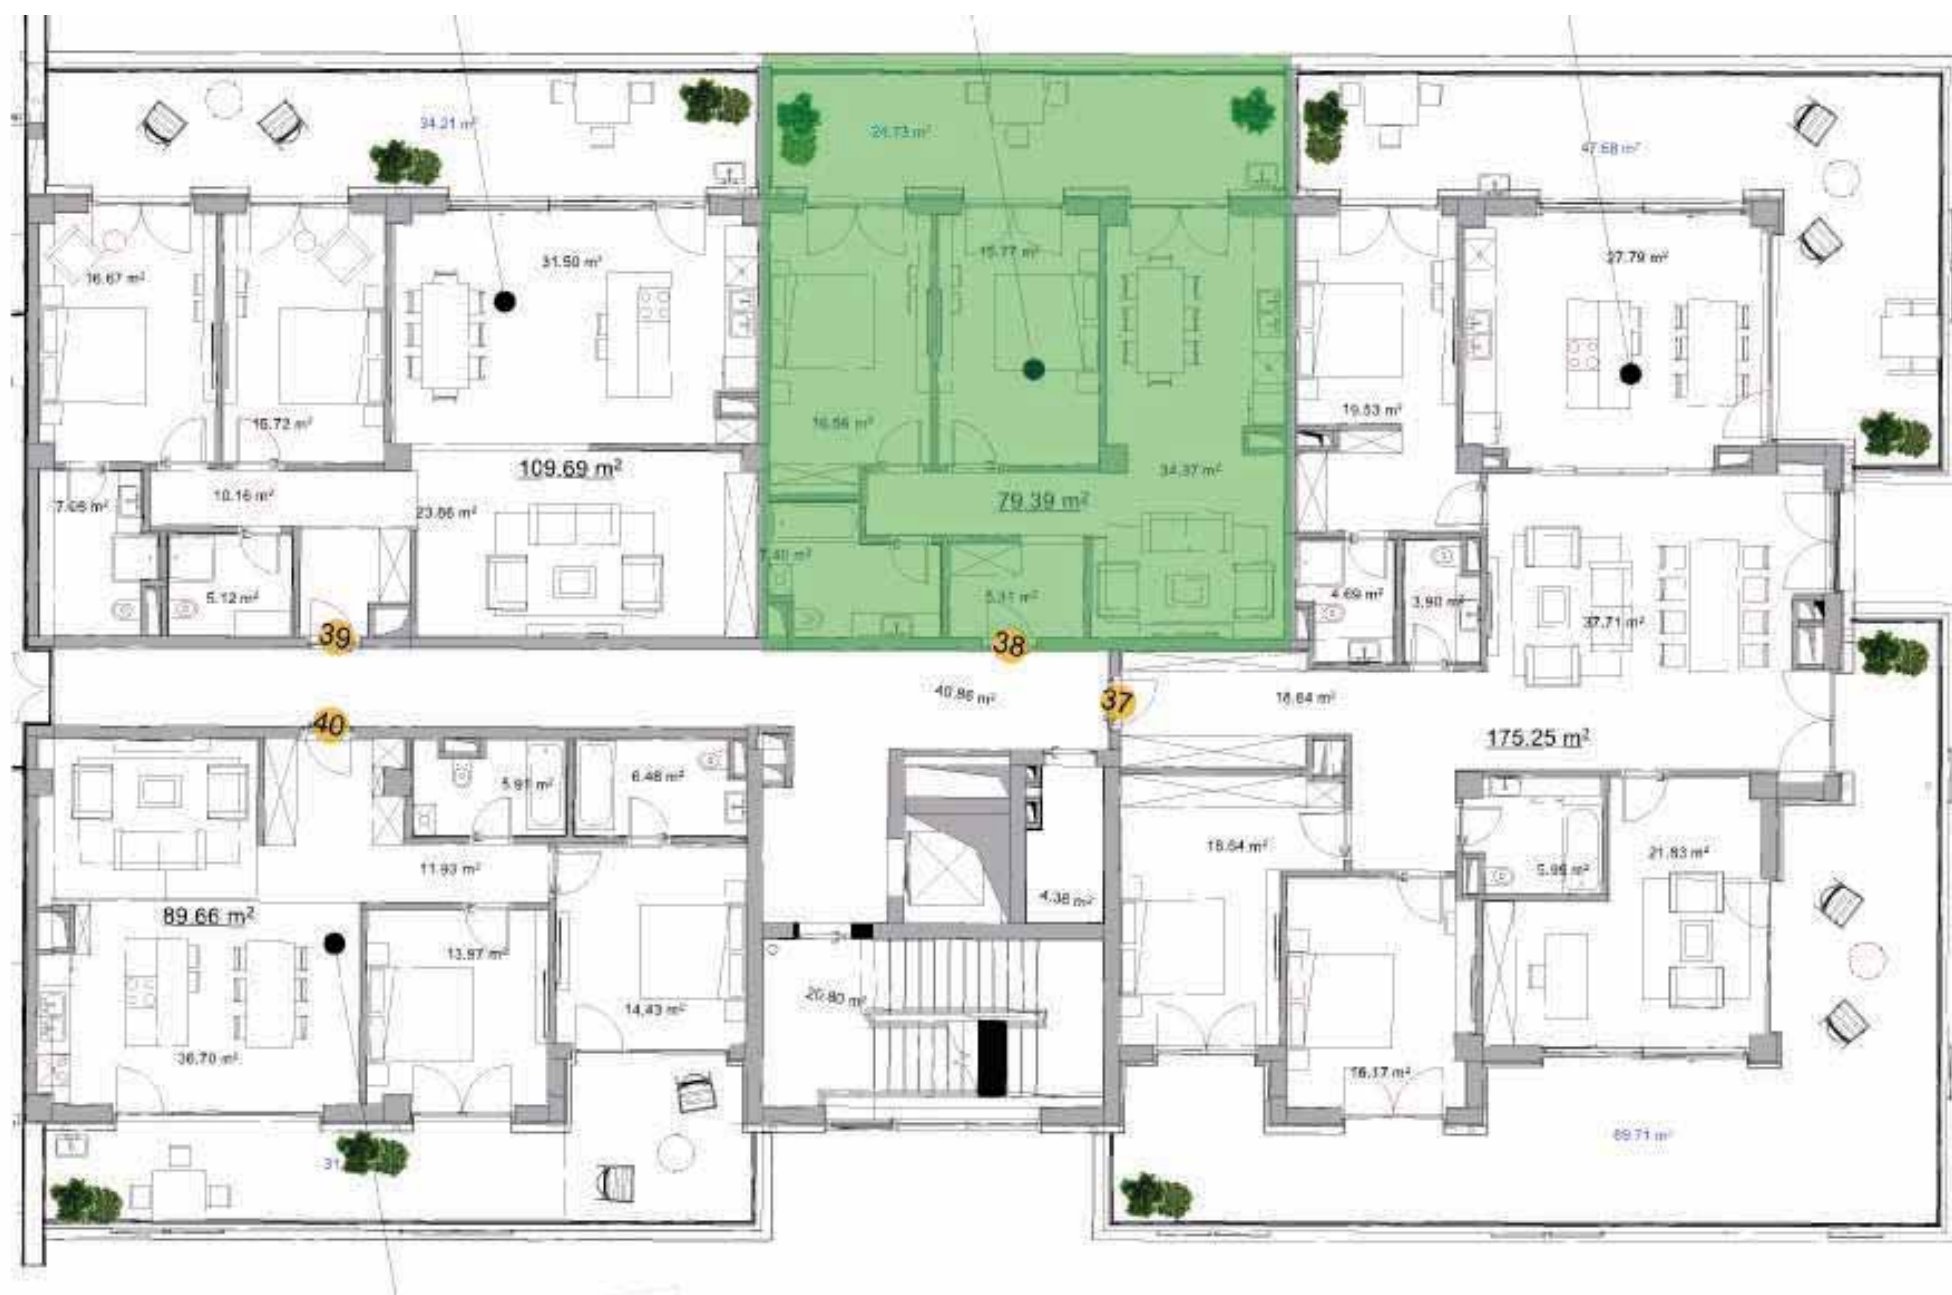 34.21 m²
24.73 m²
47.68 m²
16.67 m²
31.50 m²
15.77 m²
27.79 m²
15.72 m²
16.56 m²
19.53 m²
109.69 m²
34.37 m²
7.06 m²
10.16 m²
23.86 m²
79.39 m²
7.40 m²
5.12 m²
5.31 m²
4.69 m²
3.90 m²
37.71 m²
39
38
40.86 m²
37
18.64 m²
40
175.25 m²
5.91 m²
6.46 m²
11.93 m²
18.64 m²
5.96 m²
21.83 m²
4.38 m²
89.66 m²
13.97 m²
20.80 m²
14.43 m²
36.70 m²
16.17 m²
69.71 m²
31